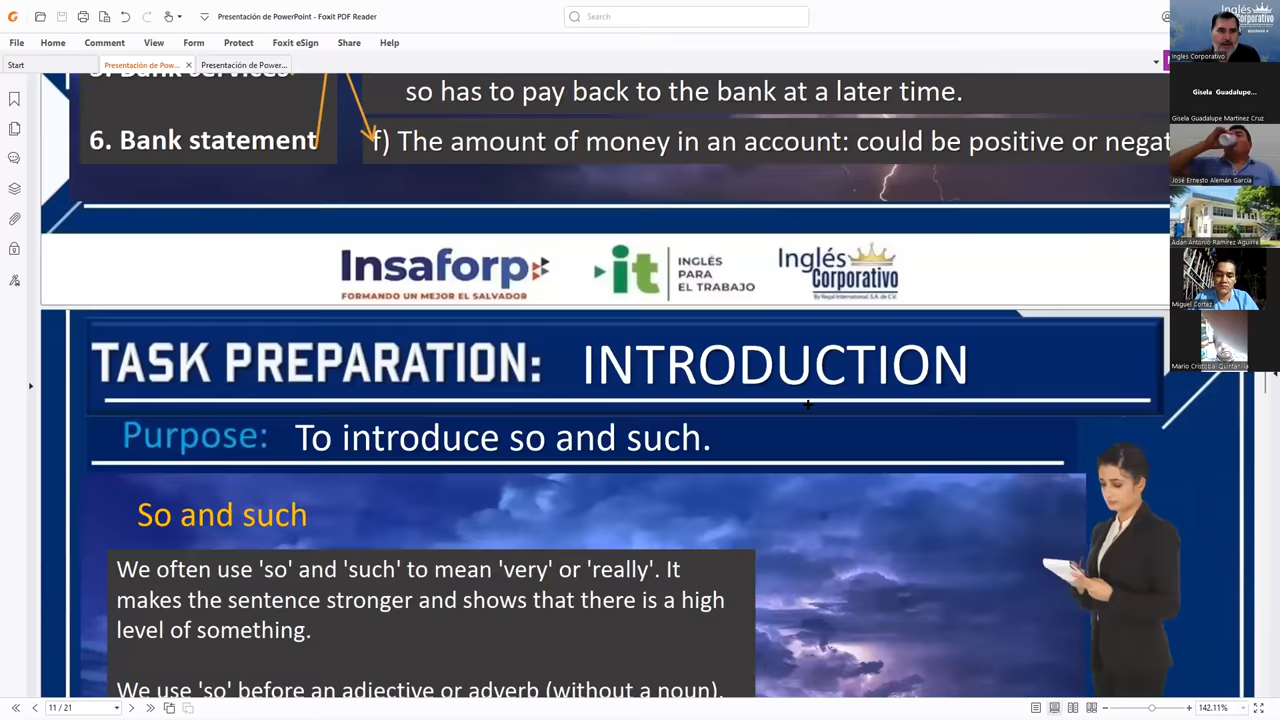 Presentación de PowerPoint - Foxit PDF Reader
Search
File Home Comment View Form Protect Foxit eSign Share Help
Start
Presentación de Pow...
Presentación de Power...
5. Bank services
so has to pay back to the bank at a later time.
6. Bank statement
f) The amount of money in an account: could be positive or negat
Insaforp
FORMANDO UN MEJOR EL SALVADOR
it
INGLÉS
PARA
EL TRABAJO
Inglés
Corporativo
By Regal International, S.A. de C.V.
TASK PREPARATION: INTRODUCTION
Purpose: To introduce so and such.
So and such
We often use 'so' and 'such' to mean 'very' or 'really'. It
makes the sentence stronger and shows that there is a high
level of something.
We use 'so' before an adjective or adverb (without a noun).
Inglés
Corporativo
BEGINNER 4
Ingles Corporativo
Gisela Guadalupe...
Gisela Guadalupe Martinez Cruz
José Ernesto Alemán García
Adán Antonio Ramírez Aguirre
Miguel Cortez
Mario Cristobal Quintanilla
11 / 21
142.11%